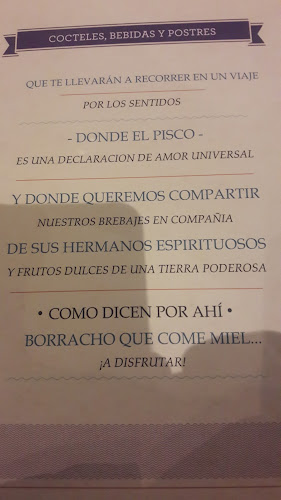 COCTELES, BEBIDAS Y POSTRES
QUE TE LLEVARÁN A RECORRER EN UN VIAJE
POR LOS SENTIDOS
- DONDE EL PISCO -
ES UNA DECLARACION DE AMOR UNIVERSAL
Y DONDE QUEREMOS COMPARTIR
NUESTROS BREBAJES EN COMPAÑIA
DE SUS HERMANOS ESPIRITUOSOS
Y FRUTOS DULCES DE UNA TIERRA PODEROSA
• COMO DICEN POR AHÍ •
BORRACHO QUE COME MIEL...
¡A DISFRUTAR!